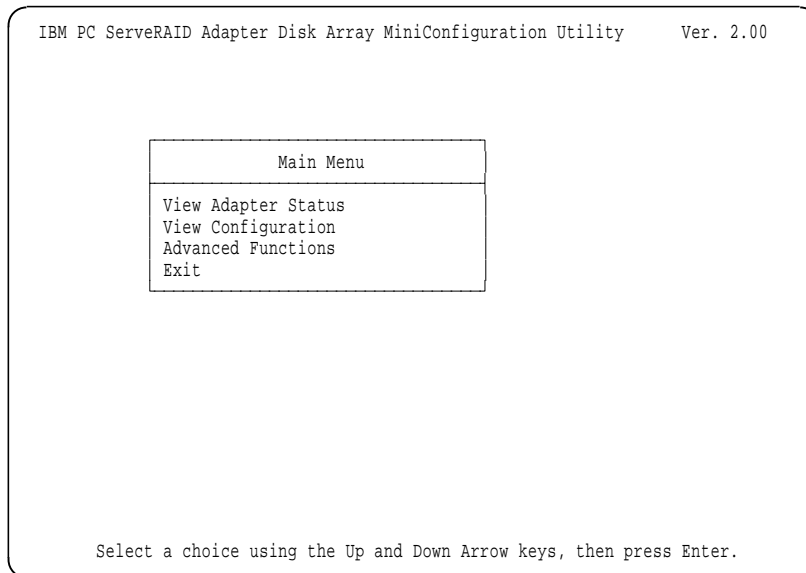 IBM PC ServeRAID Adapter Disk Array MiniConfiguration Utility Ver. 2.00
Main Menu
View Adapter Status
View Configuration
Advanced Functions
Exit
Select a choice using the Up and Down Arrow keys, then press Enter.